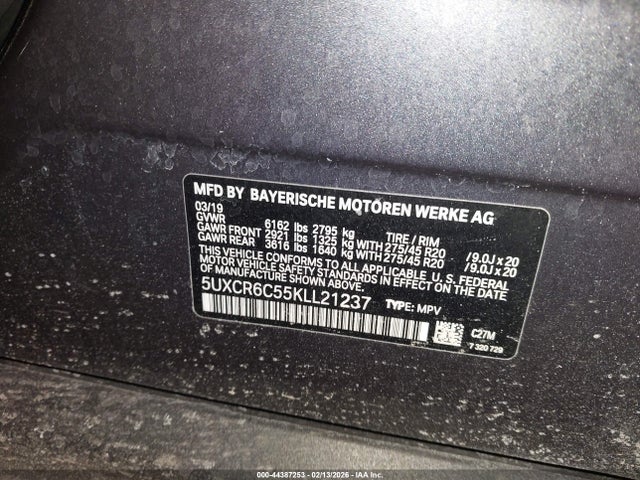 MFD BY BAYERISCHE MOTOREN WERKE AG
03/19
GVWR 6162 lbs 2795 kg TIRE / RIM
GAWR FRONT 2921 lbs 1325 kg WITH 275/45 R20 /9.0J x 20
GAWR REAR 3616 lbs 1640 kg WITH 275/45 R20 /9.0J x 20
THIS VEHICLE CONFORMS TO ALL APPLICABLE U.S. FEDERAL
MOTOR VEHICLE SAFETY STANDARDS IN EFFECT ON THE DATE
OF MANUFACTURE SHOWN ABOVE.
5UXCR6C55KLL21237 TYPE: MPV
C27M
7 320 729
000-44387253 - 02/13/2026 - IAA Inc.